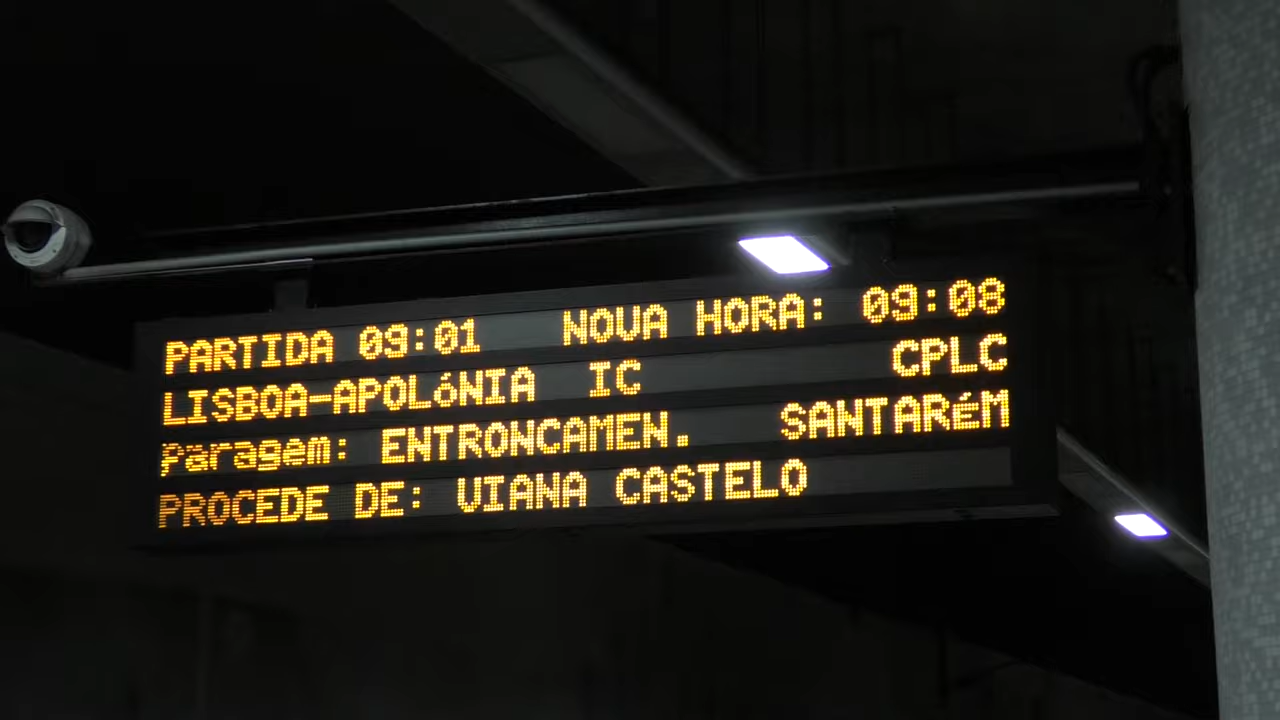 PARTIDA 09:01 NOVA HORA: 09:08
LISBOA-APOLóNIA IC CPLC
Paragem: ENTRONCAMEN. SANTARéM
PROCEDE DE: VIANA CASTELO